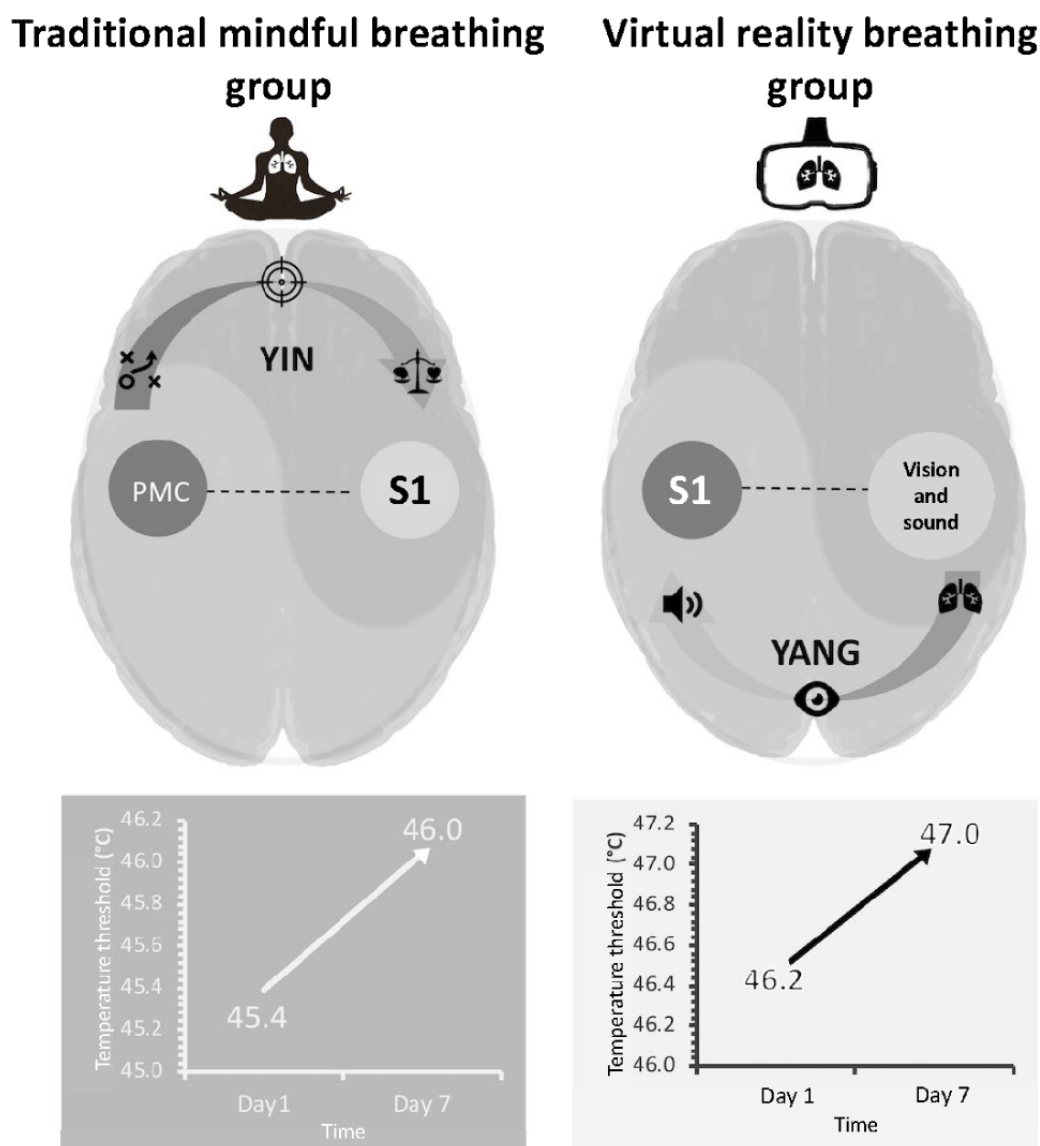 Traditional mindful breathing
group
Virtual reality breathing
group
YIN
PMC
S1
S1
Vision
and
sound
YANG
Temperature threshold (°C)
46.2
46.0
45.8
45.6
45.4
45.2
45.0
45.4
46.0
Day 1
Day 7
Time
Temperature threshold (°C)
47.2
47.0
46.8
46.6
46.4
46.2
46.0
46.2
47.0
Day 1
Day 7
Time